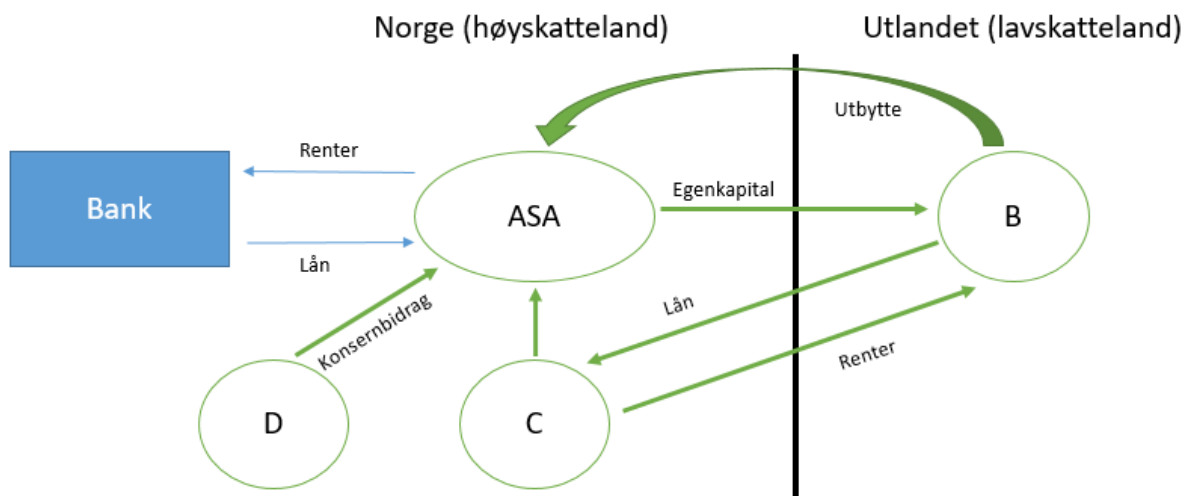 Norge (høyskatteland)
Utlandet (lavskatteland)
Utbytte
Renter
Bank
ASA
Egenkapital
B
Lån
Lån
Konsernbidrag
Renter
D
C